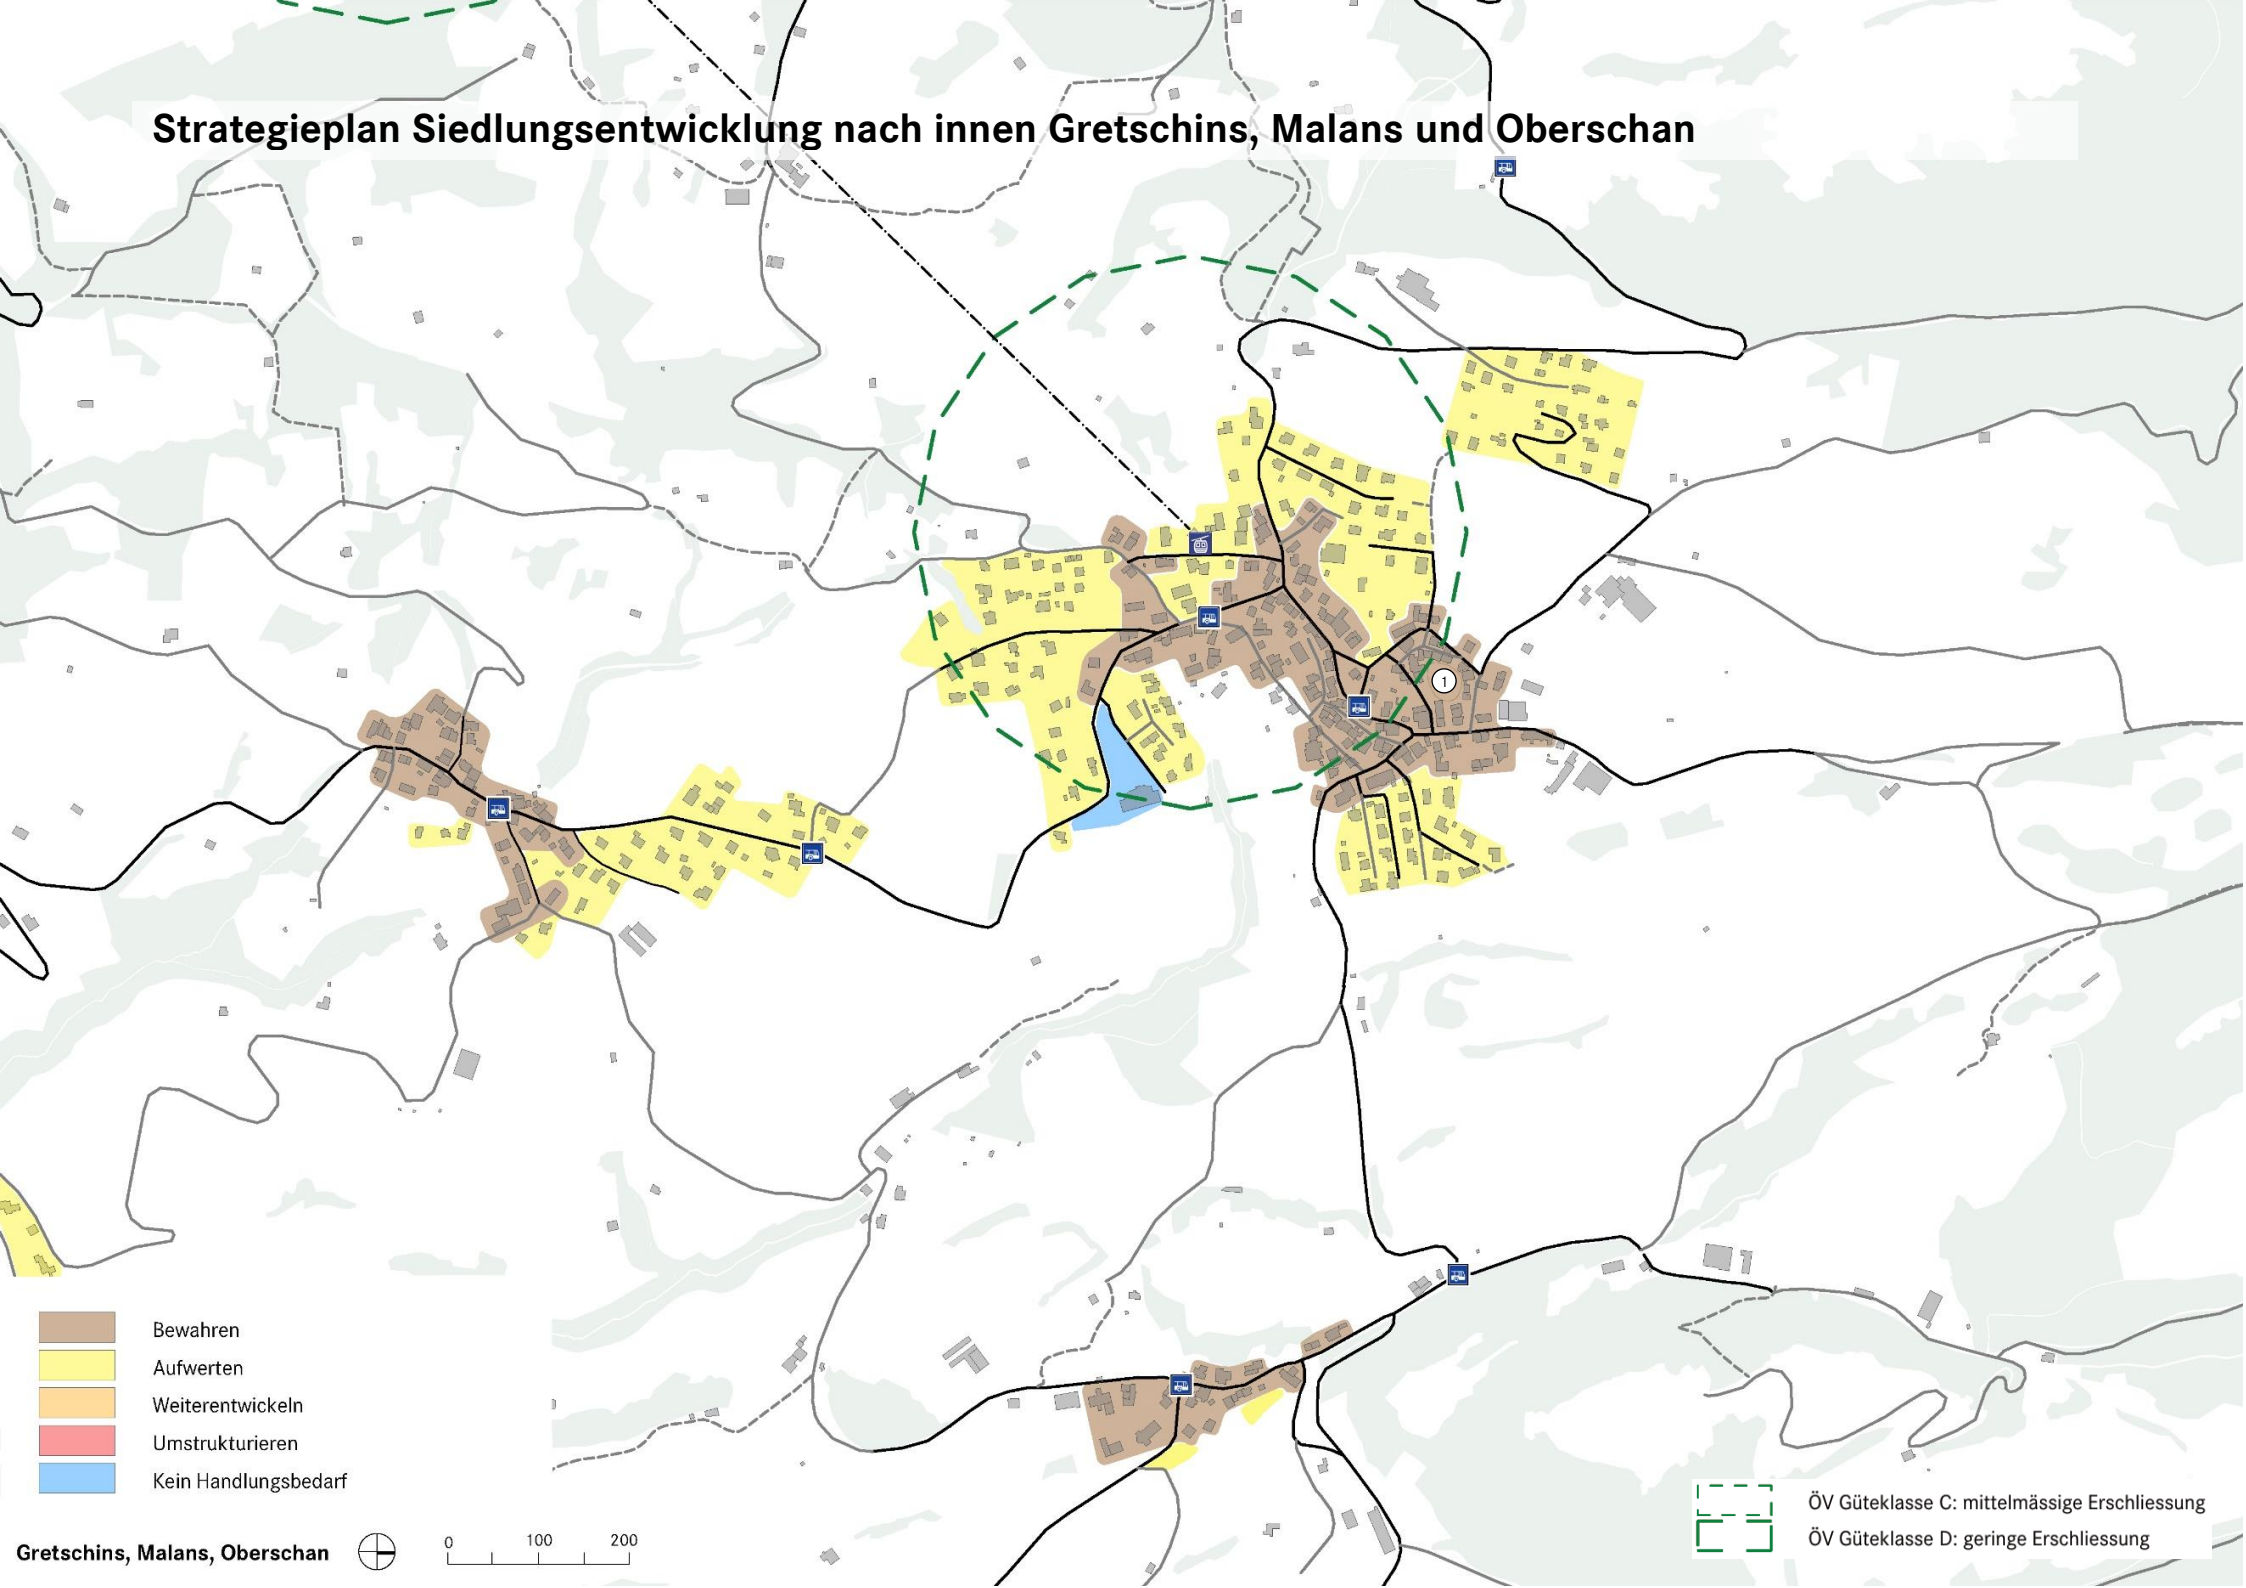 Strategieplan Siedlungsentwicklung nach innen Gretschins, Malans und Oberschan
1
Bewahren
Aufwerten
Weiterentwickeln
Umstrukturieren
Kein Handlungsbedarf
Gretschins, Malans, Oberschan
0 100 200
ÖV Güteklasse C: mittelmässige Erschliessung
ÖV Güteklasse D: geringe Erschliessung